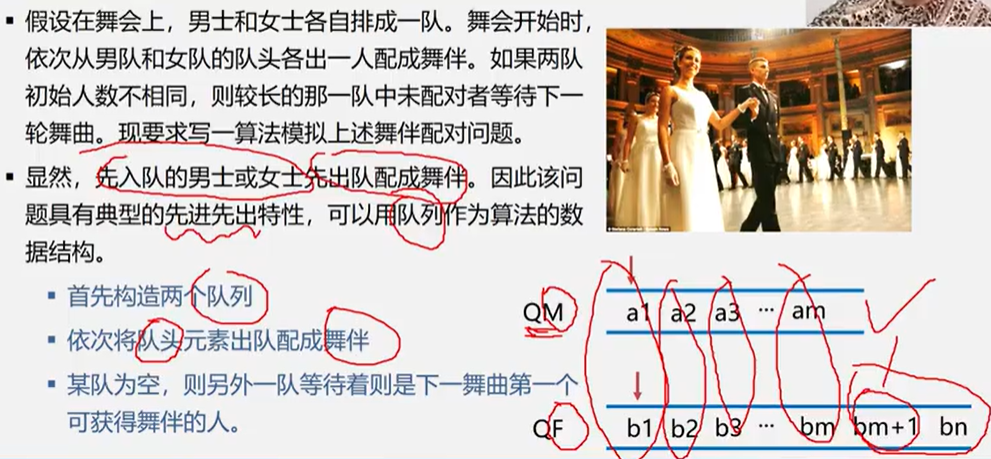 假设在舞会上，男士和女士各自排成一队。舞会开始时，
依次从男队和女队的队头各出一人配成舞伴。如果两队
初始人数不相同，则较长的那一队中未配对者等待下一
轮舞曲。现要求写一算法模拟上述舞伴配对问题。
显然，先入队的男士或女士先出队配成舞伴。因此该问
题具有典型的先进先出特性，可以用队列作为算法的数
据结构。
首先构造两个队列
依次将队头元素出队配成舞伴
某队为空，则另外一队等待着则是下一舞曲第一个
可获得舞伴的人。
QM a1 a2 a3 ··· am
QF b1 b2 b3 ··· bm bm+1 bn